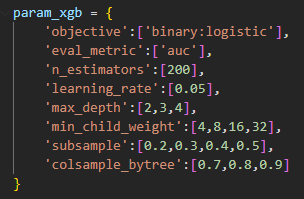 param_xgb = {
'objective':['binary:logistic'],
'eval_metric':['auc'],
'n_estimators':[200],
'learning_rate':[0.05],
'max_depth':[2,3,4],
'min_child_weight':[4,8,16,32],
'subsample':[0.2,0.3,0.4,0.5],
'colsample_bytree':[0.7,0.8,0.9]
}